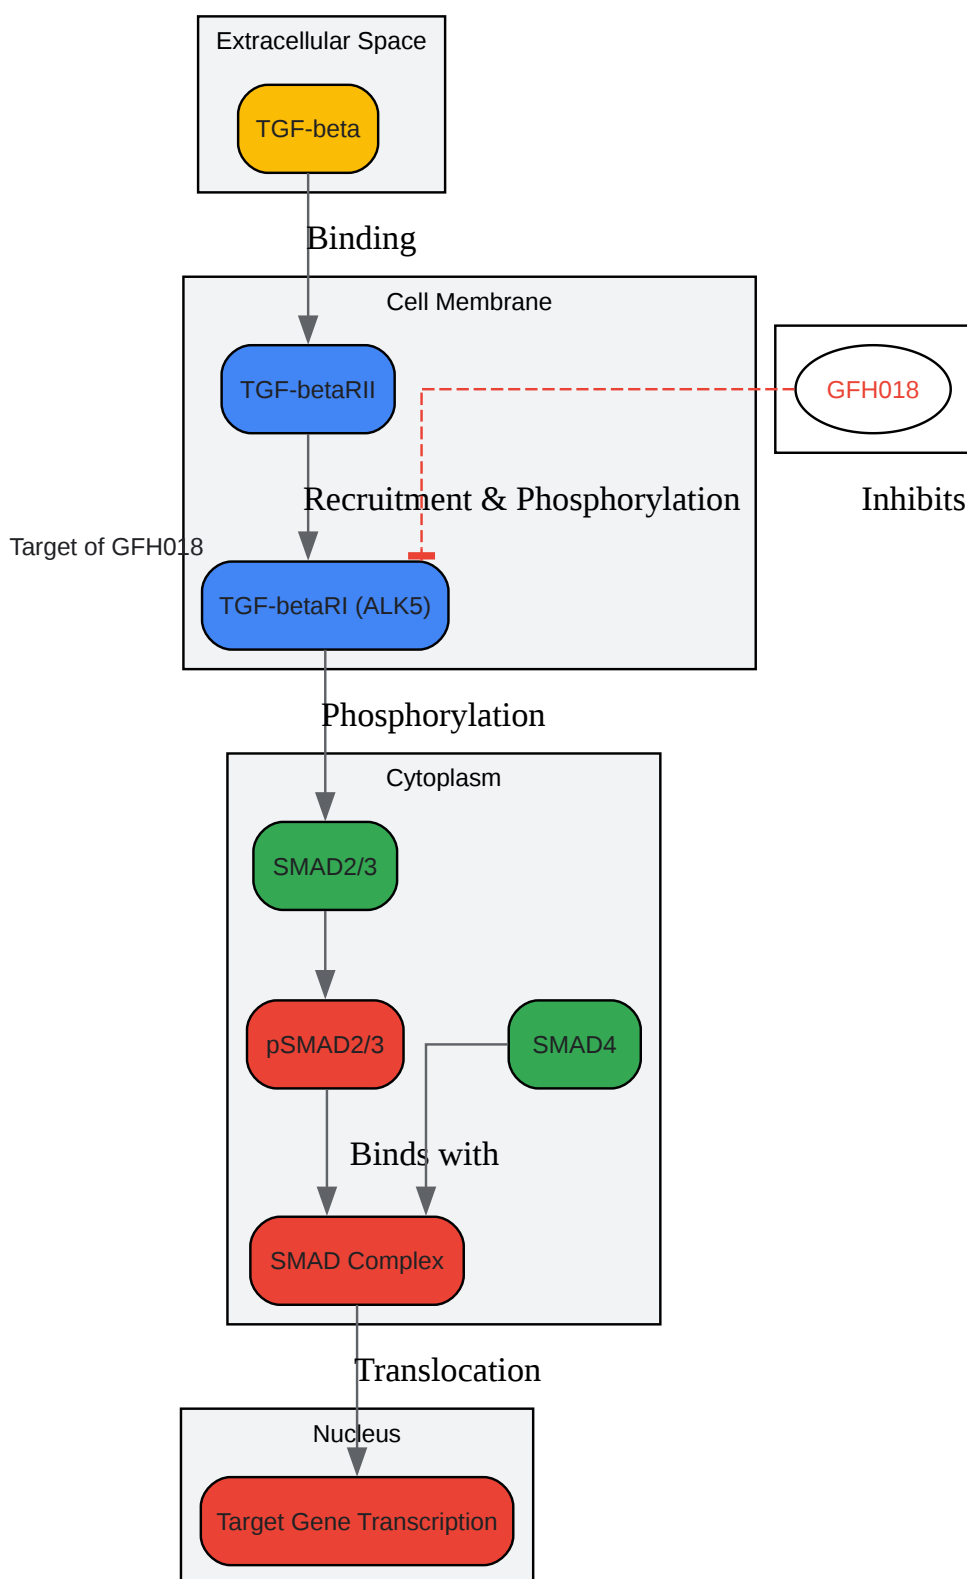 Extracellular Space
TGF-beta
Binding
Cell Membrane
TGF-betaRII
GFH018
Recruitment & Phosphorylation
Inhibits
Target of GFH018
TGF-betaRI (ALK5)
Phosphorylation
Cytoplasm
SMAD2/3
pSMAD2/3
SMAD4
Binds with
SMAD Complex
Translocation
Nucleus
Target Gene Transcription